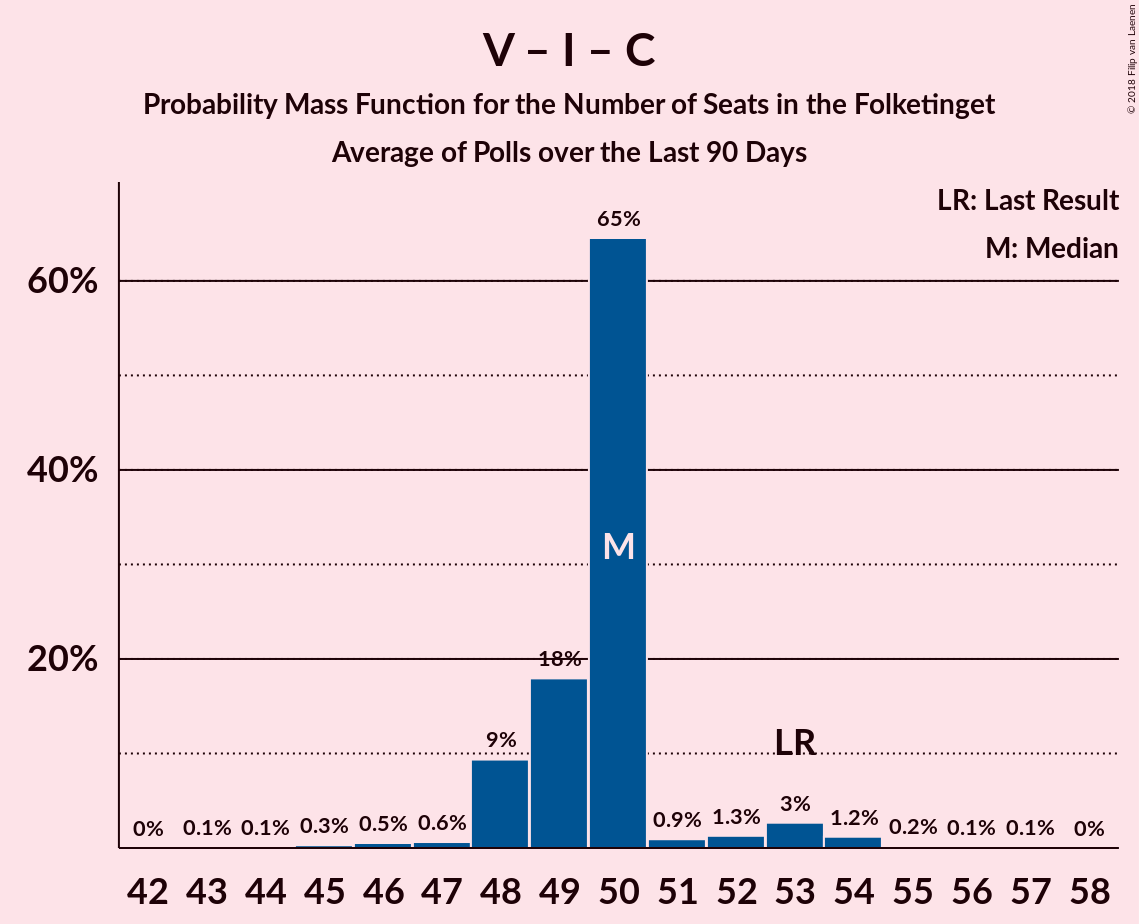 V – I – C
Probability Mass Function for the Number of Seats in the Folketinget
Average of Polls over the Last 90 Days
© 2018 Filip van Laenen
LR: Last Result
M: Median
65%
60%
40%
M
20%
18%
9%
LR
0% 0.1% 0.1% 0.3% 0.5% 0.6% 0.9% 1.3% 3% 1.2% 0.2% 0.1% 0.1% 0%
42 43 44 45 46 47 48 49 50 51 52 53 54 55 56 57 58